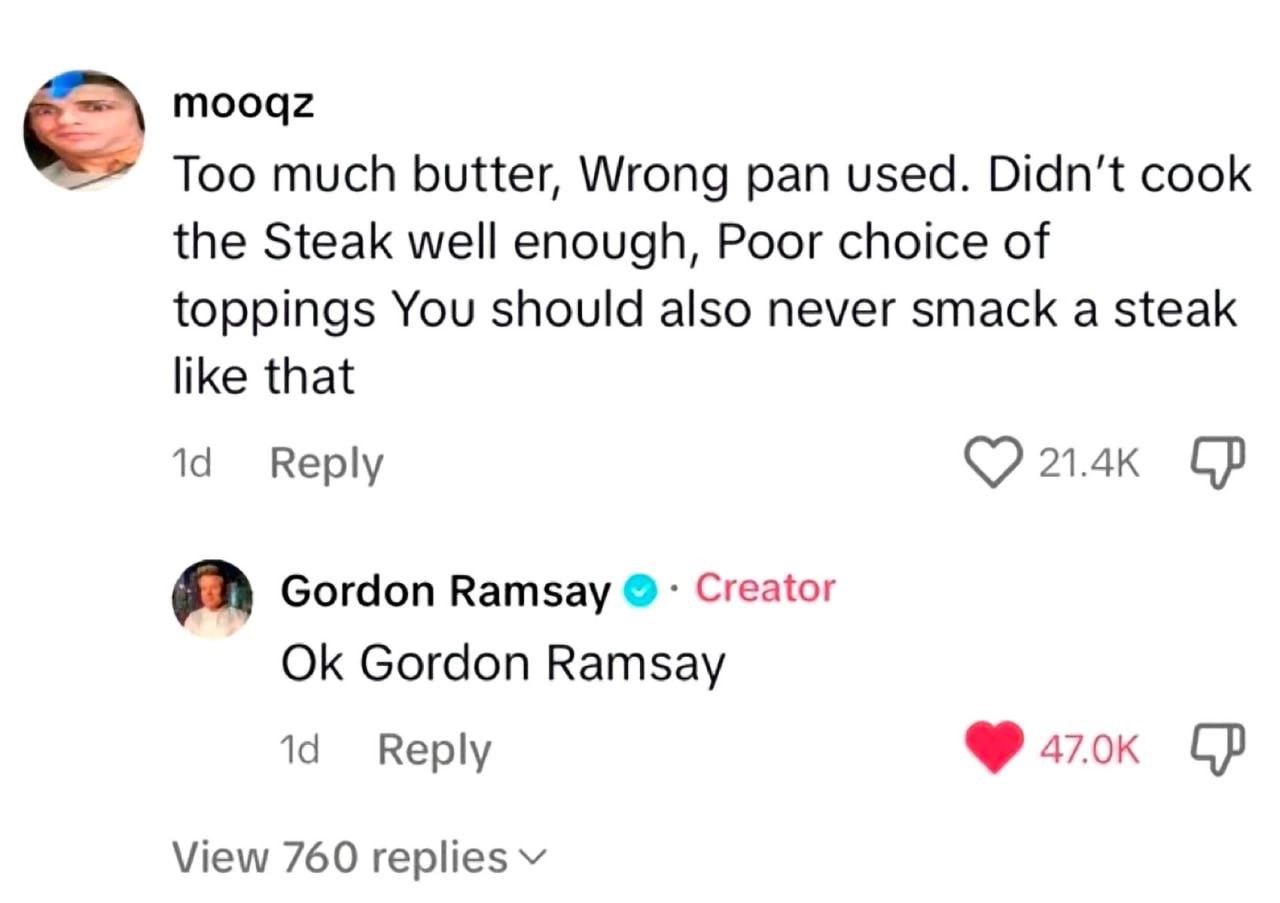 mooqz
Too much butter, Wrong pan used. Didn't cook
the Steak well enough, Poor choice of
toppings You should also never smack a steak
like that
1d Reply 21.4K
Gordon Ramsay · Creator
Ok Gordon Ramsay
1d Reply 47.0K
View 760 replies